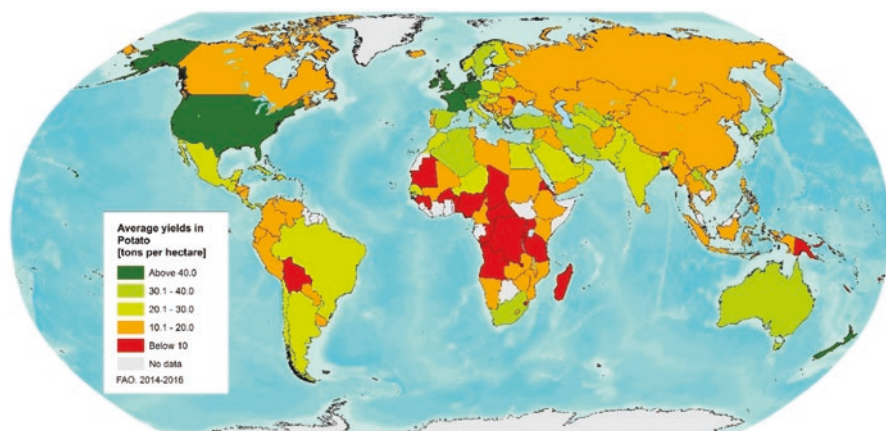 Average yields in
Potato
[tons per hectare]
Above 40.0
30.1 - 40.0
20.1 - 30.0
10.1 - 20.0
Below 10
No data
FAO. 2014-2016